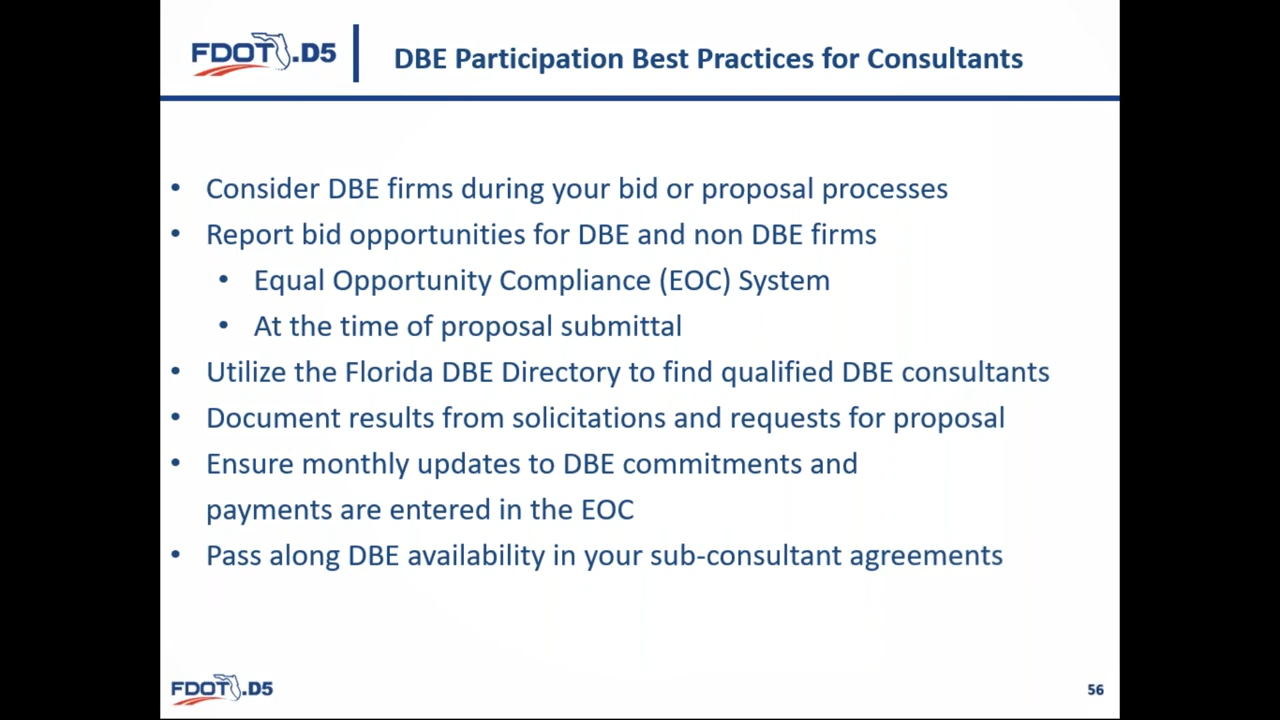 FDOT.D5
DBE Participation Best Practices for Consultants
• Consider DBE firms during your bid or proposal processes
• Report bid opportunities for DBE and non DBE firms
• Equal Opportunity Compliance (EOC) System
• At the time of proposal submittal
• Utilize the Florida DBE Directory to find qualified DBE consultants
• Document results from solicitations and requests for proposal
• Ensure monthly updates to DBE commitments and
payments are entered in the EOC
• Pass along DBE availability in your sub-consultant agreements
FDOT.D5
56